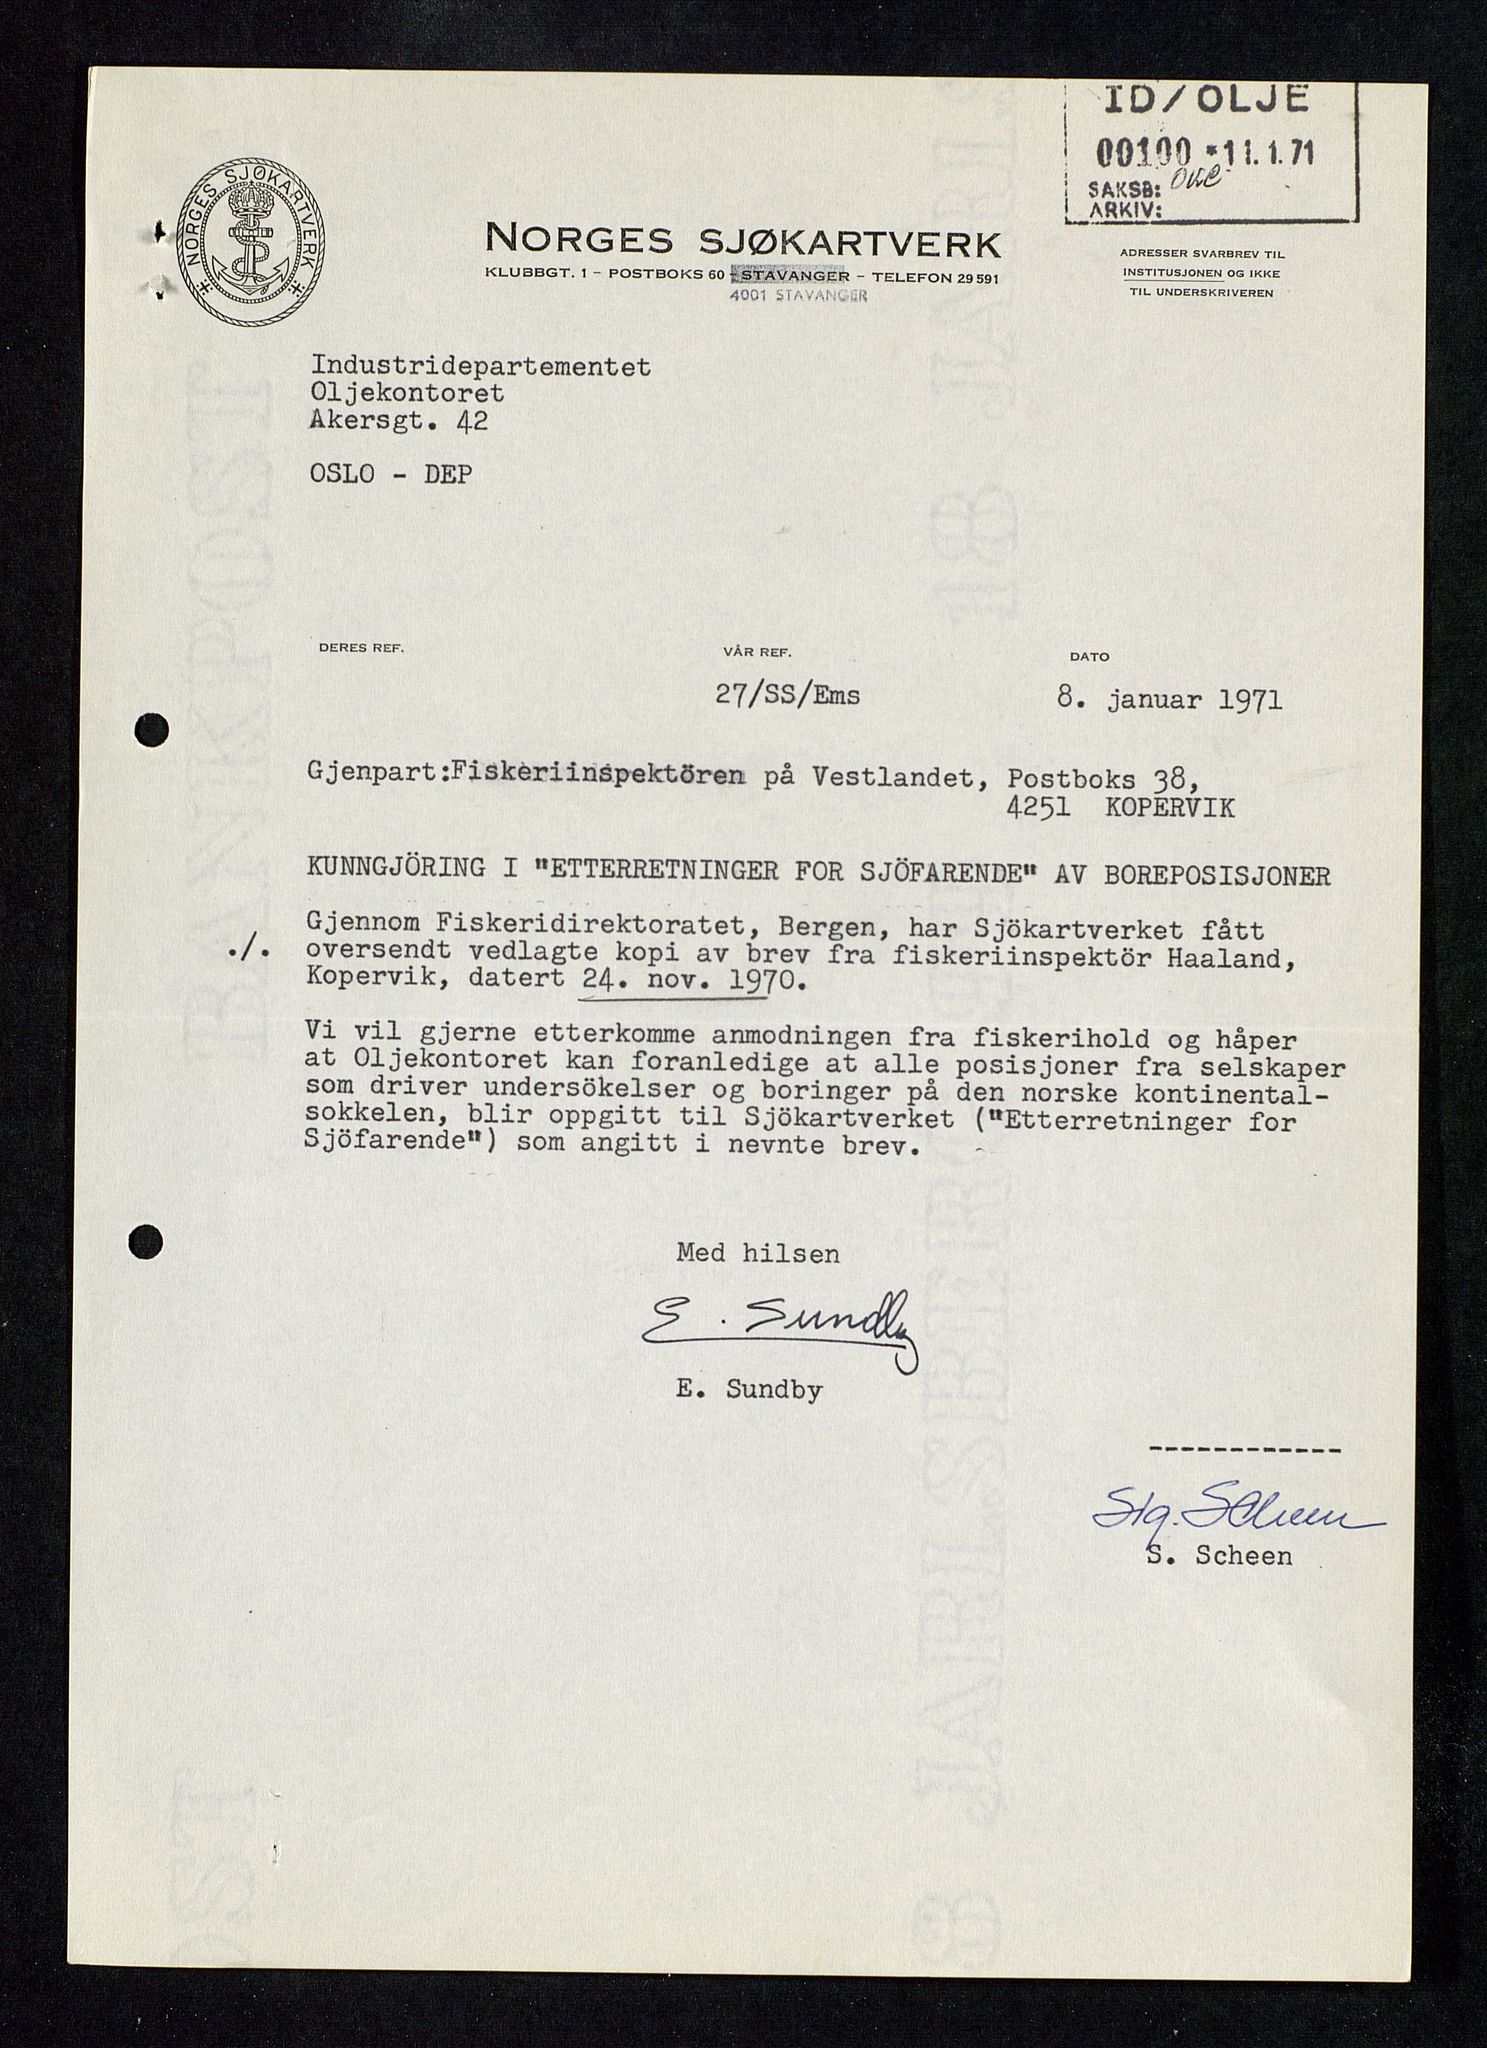 ID/OLJE
00100 *11.1.71
SAKSB:
ARKIV:
NORGES SJØKARTVERK
NORGES SJØKARTVERK
KLUBBGT. 1 – POSTBOKS 60 – STAVANGER – TELEFON 29 591
4001 STAVANGER
ADRESSER SVARBREV TIL
INSTITUSJONEN OG IKKE
TIL UNDERSKRIVEREN
Industridepartementet
Oljekontoret
Akersgt. 42
OSLO - DEP
DERES REF. VÅR REF. DATO
27/SS/Ems 8. januar 1971
Gjenpart:Fiskeriinspektören på Vestlandet, Postboks 38,
4251 KOPERVIK
KUNNGJÖRING I "ETTERRETNINGER FOR SJÖFARENDE" AV BOREPOSISJONER
Gjennom Fiskeridirektoratet, Bergen, har Sjökartverket fått
./. oversendt vedlagte kopi av brev fra fiskeriinspektör Haaland,
Kopervik, datert 24. nov. 1970.
Vi vil gjerne etterkomme anmodningen fra fiskerihold og håper
at Oljekontoret kan foranledige at alle posisjoner fra selskaper
som driver undersökelser og boringer på den norske kontinental-
sokkelen, blir oppgitt til Sjökartverket ("Etterretninger for
Sjöfarende") som angitt i nevnte brev.
Med hilsen
E. Sundby
E. Sundby
------------
Sig. Scheen
S. Scheen